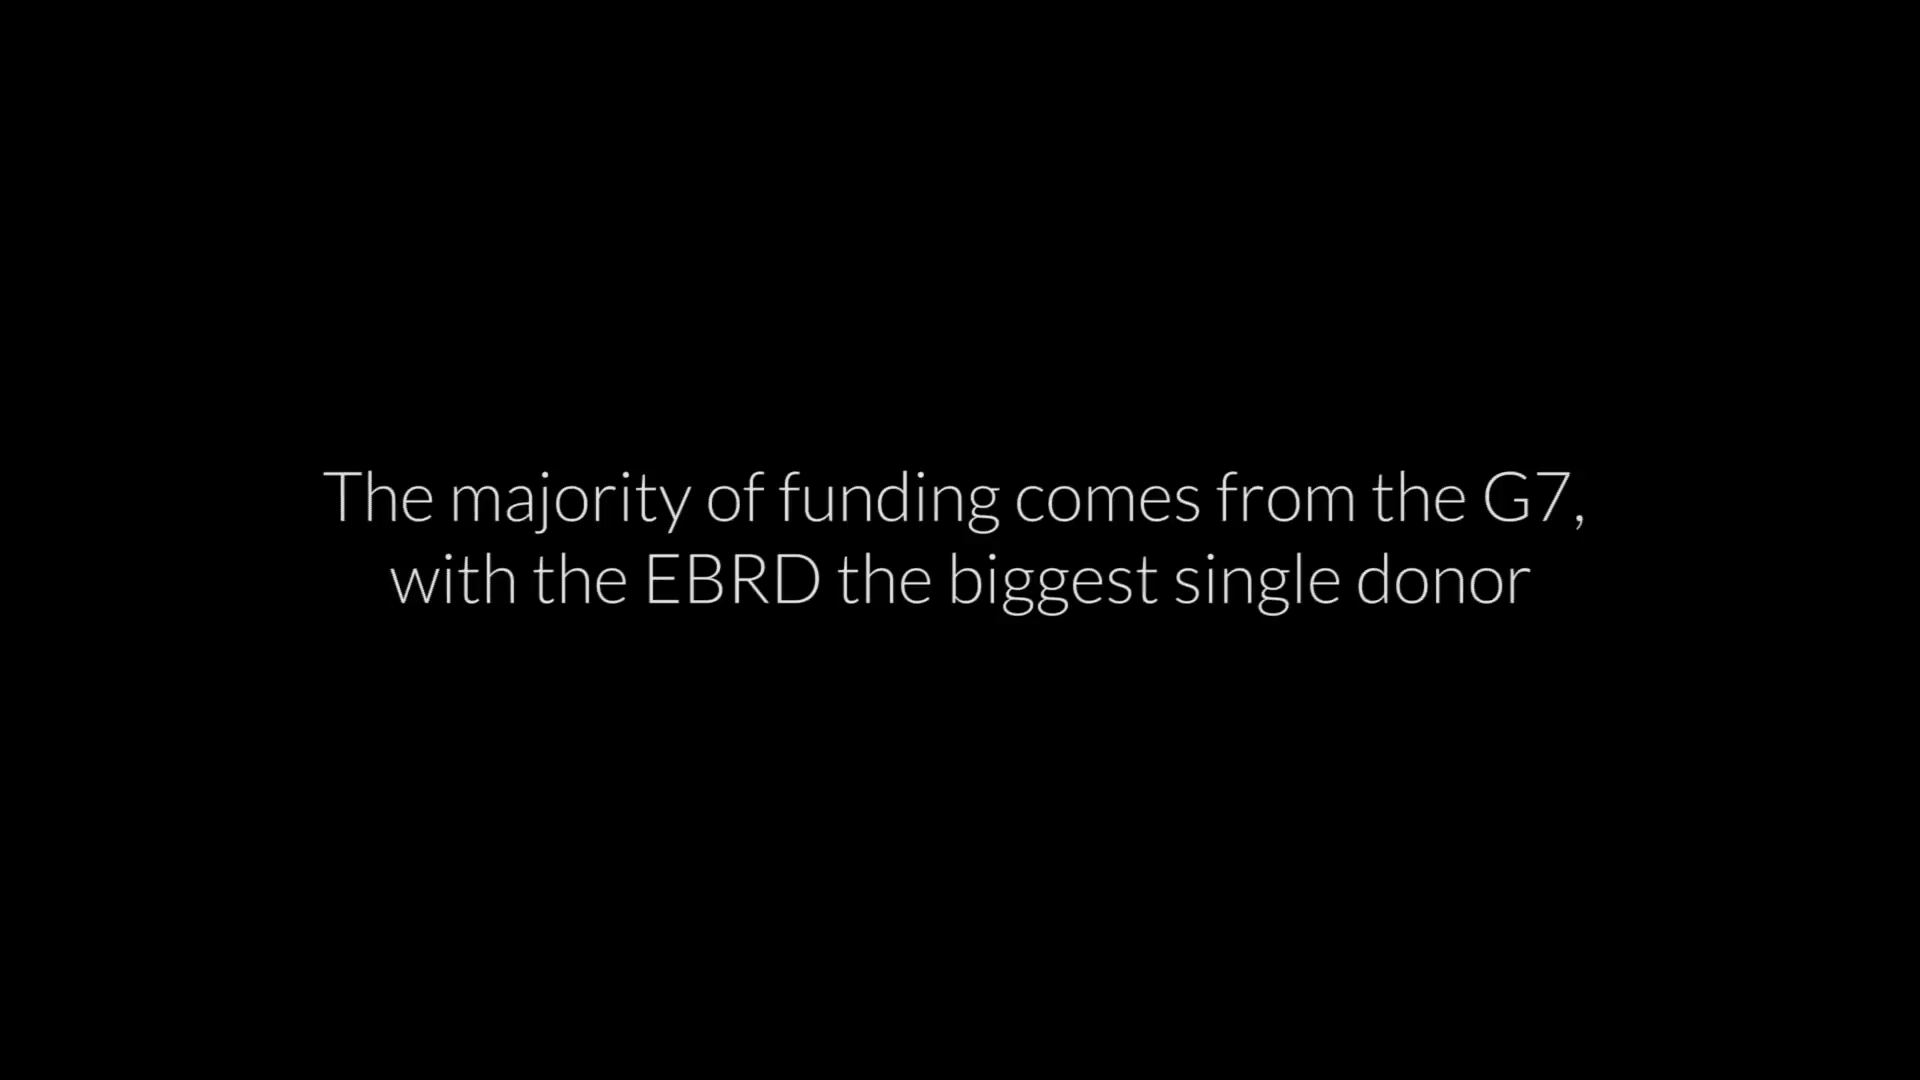 The majority of funding comes from the G7,
with the EBRD the biggest single donor